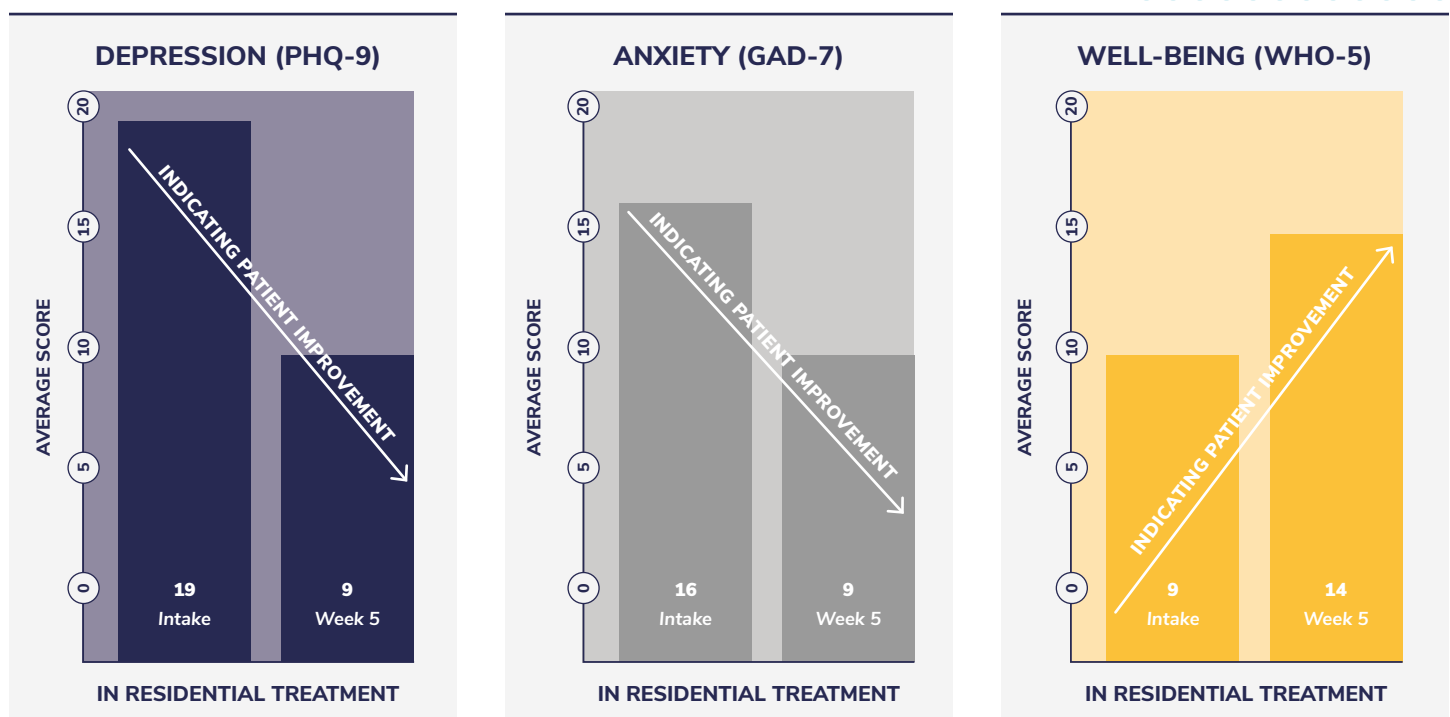 DEPRESSION (PHQ-9)
20
15
10
5
0
AVERAGE SCORE
INDICATING PATIENT IMPROVEMENT
19
Intake
9
Week 5
IN RESIDENTIAL TREATMENT
ANXIETY (GAD-7)
20
15
10
5
0
AVERAGE SCORE
INDICATING PATIENT IMPROVEMENT
16
Intake
9
Week 5
IN RESIDENTIAL TREATMENT
WELL-BEING (WHO-5)
20
15
10
5
0
AVERAGE SCORE
INDICATING PATIENT IMPROVEMENT
9
Intake
14
Week 5
IN RESIDENTIAL TREATMENT